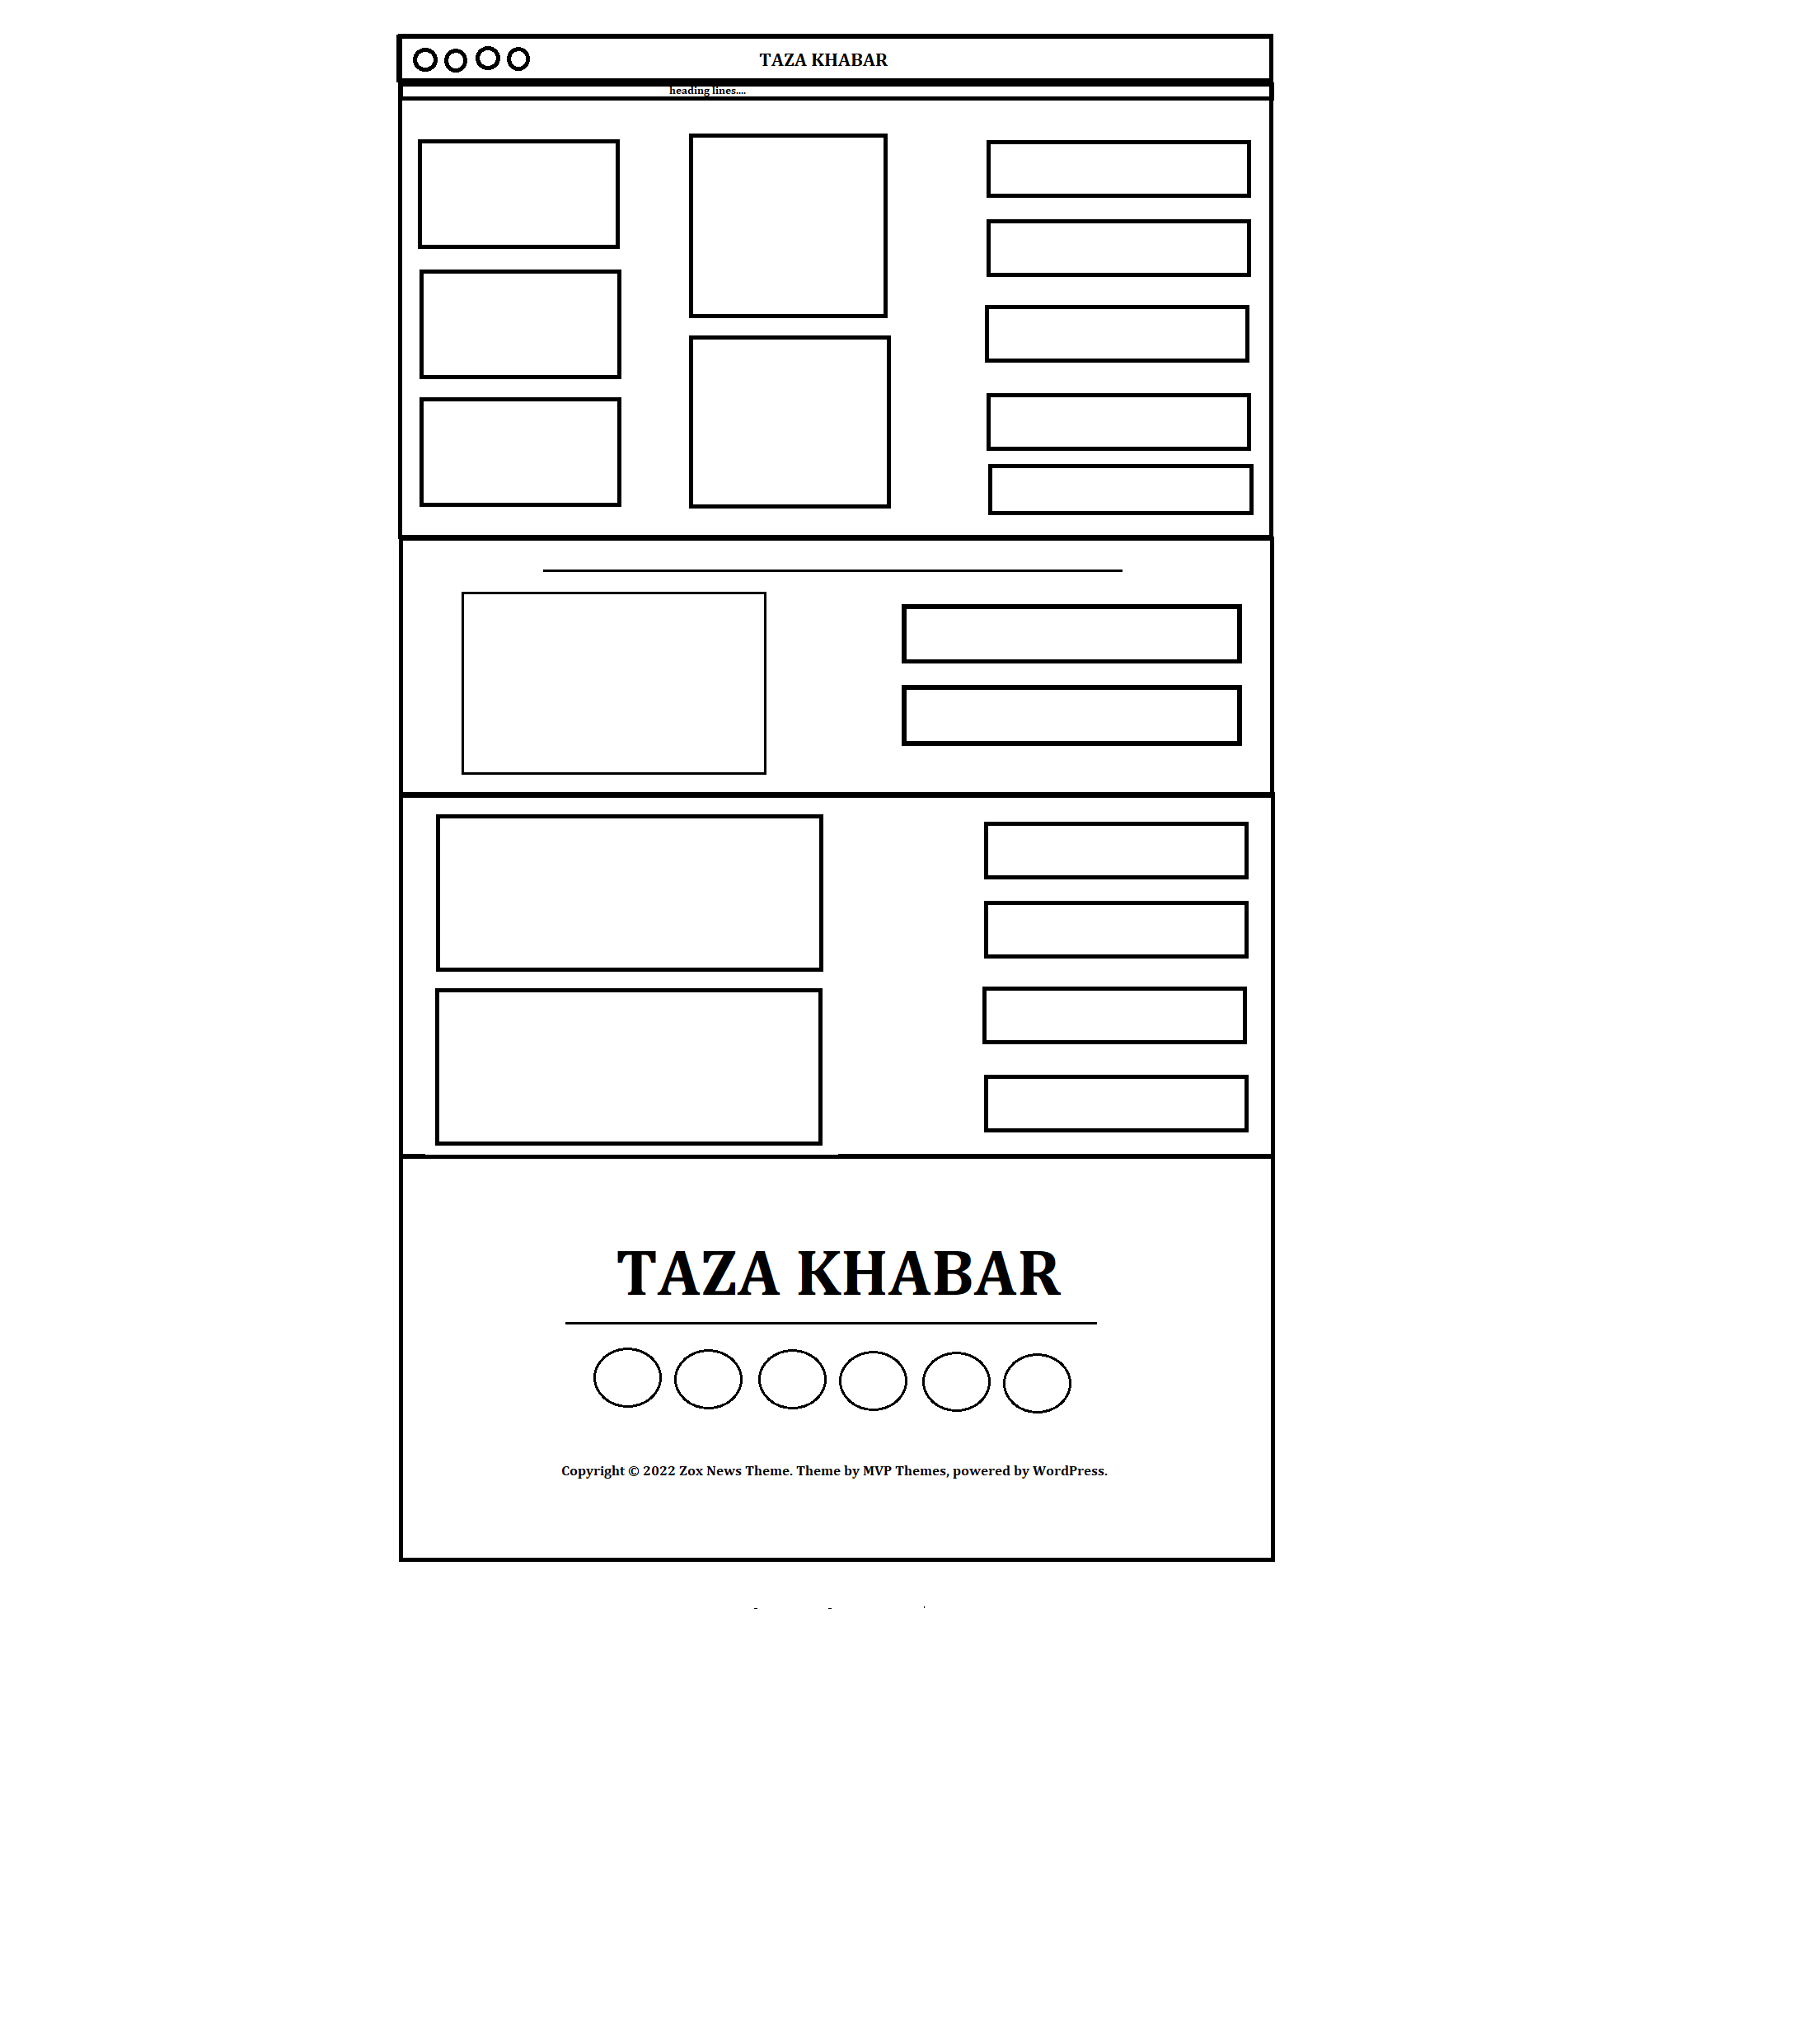 TAZA KHABAR
heading lines....
TAZA KHABAR
Copyright © 2022 Zox News Theme. Theme by MVP Themes, powered by WordPress.